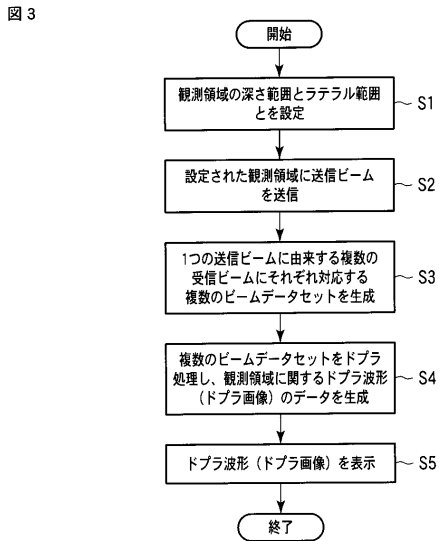 図3
開始
観測領域の深さ範囲とラテラル範囲
とを設定
S1
設定された観測領域に送信ビーム
を送信
S2
1つの送信ビームに由来する複数の
受信ビームにそれぞれ対応する
複数のビームデータセットを生成
S3
複数のビームデータセットをドプラ
処理し、観測領域に関するドプラ波形
(ドプラ画像)のデータを生成
S4
ドプラ波形(ドプラ画像)を表示
S5
終了